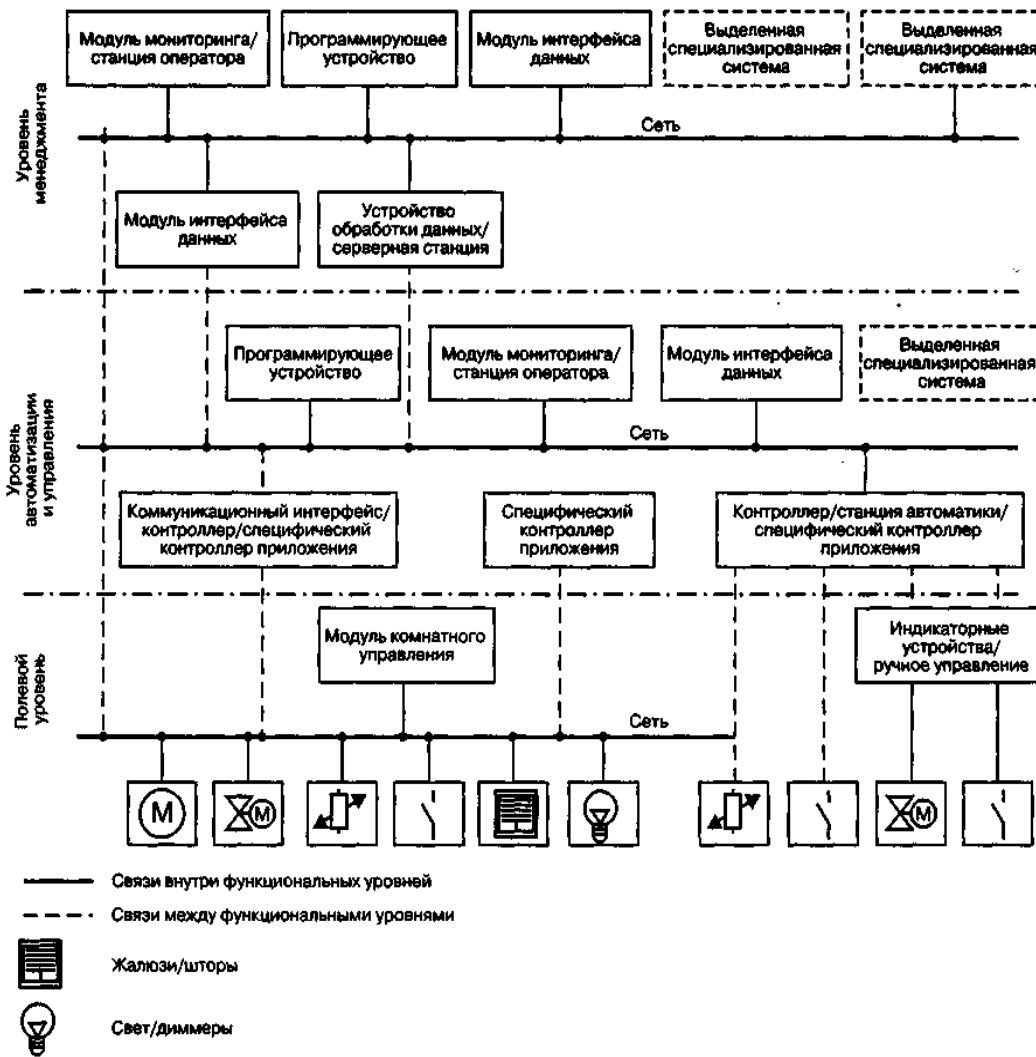 Уровень
менеджмента
Модуль мониторинга/
станция оператора
Программирующее
устройство
Модуль интерфейса
данных
Выделенная
специализированная
система
Выделенная
специализированная
система
Сеть
Модуль интерфейса
данных
Устройство
обработки данных/
серверная станция
Уровень
автоматизации
и управления
Программирующее
устройство
Модуль мониторинга/
станция оператора
Модуль интерфейса
данных
Выделенная
специализированная
система
Сеть
Коммуникационный интерфейс/
контроллер/специфический
контроллер приложения
Специфический
контроллер
приложения
Контроллер/станция автоматики/
специфический контроллер
приложения
Полевой
уровень
Модуль комнатного
управления
Индикаторные
устройства/
ручное управление
Сеть
М
М
М
Связи внутри функциональных уровней
Связи между функциональными уровнями
Жалюзи/шторы
Свет/диммеры